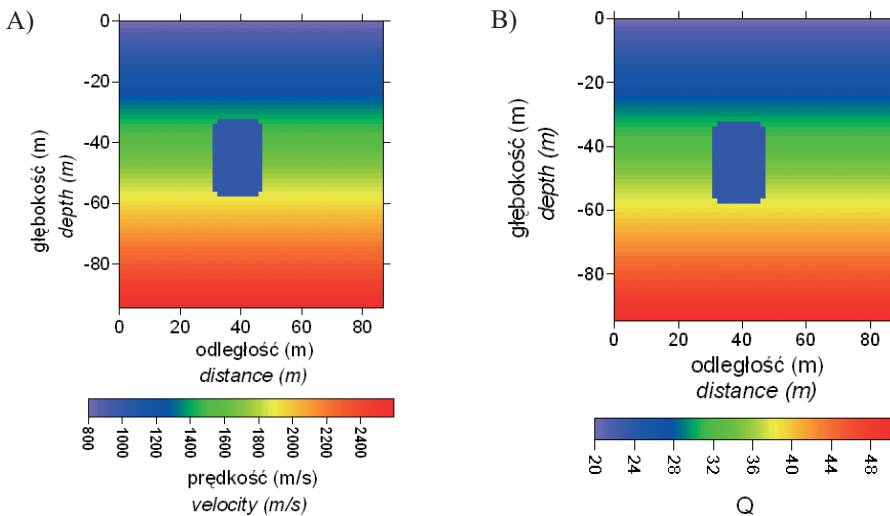 A)
0
-20
-40
-60
-80
głębokość (m)
depth (m)
0 20 40 60 80
odległość (m)
distance (m)
800 1000 1200 1400 1600 1800 2000 2200 2400
prędkość (m/s)
velocity (m/s)
B)
0
-20
-40
-60
-80
głębokość (m)
depth (m)
0 20 40 60 80
odległość (m)
distance (m)
20 24 28 32 36 40 44 48
Q